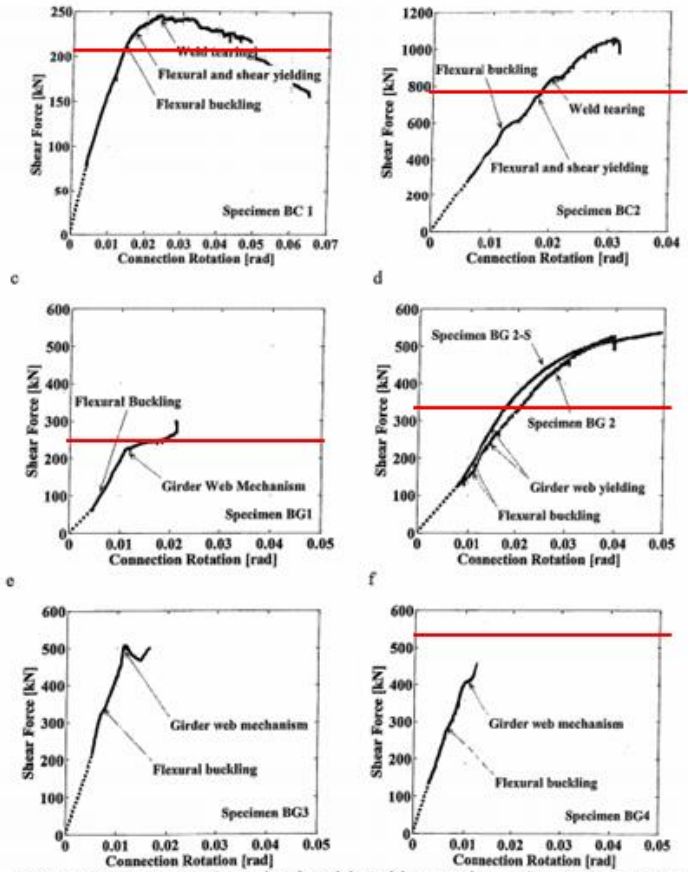 250
200
150
100
50
0
Shear Force [kN]
Weld tearing
Flexural and shear yielding
Flexural buckling
Specimen BC 1
0 0.01 0.02 0.03 0.04 0.05 0.06 0.07
Connection Rotation [rad]
1200
1000
800
600
400
200
0
Shear Force [kN]
Flexural buckling
Weld tearing
Flexural and shear yielding
Specimen BC2
0 0.01 0.02 0.03 0.04
Connection Rotation [rad]
c
d
600
500
400
300
200
100
0
Shear Force [kN]
Flexural Buckling
Girder Web Mechanism
Specimen BG1
0 0.01 0.02 0.03 0.04 0.05
Connection Rotation [rad]
600
500
400
300
200
100
0
Shear Force [kN]
Specimen BG 2-S
Specimen BG 2
Girder web yielding
Flexural buckling
0 0.01 0.02 0.03 0.04 0.05
Connection Rotation [rad]
e
f
600
500
400
300
200
100
0
Shear Force [kN]
Girder web mechanism
Flexural buckling
Specimen BG3
0 0.01 0.02 0.03 0.04 0.05
Connection Rotation [rad]
600
500
400
300
200
100
0
Shear Force [kN]
Girder web mechanism
Flexural buckling
Specimen BG4
0 0.01 0.02 0.03 0.04 0.05
Connection Rotation [rad]